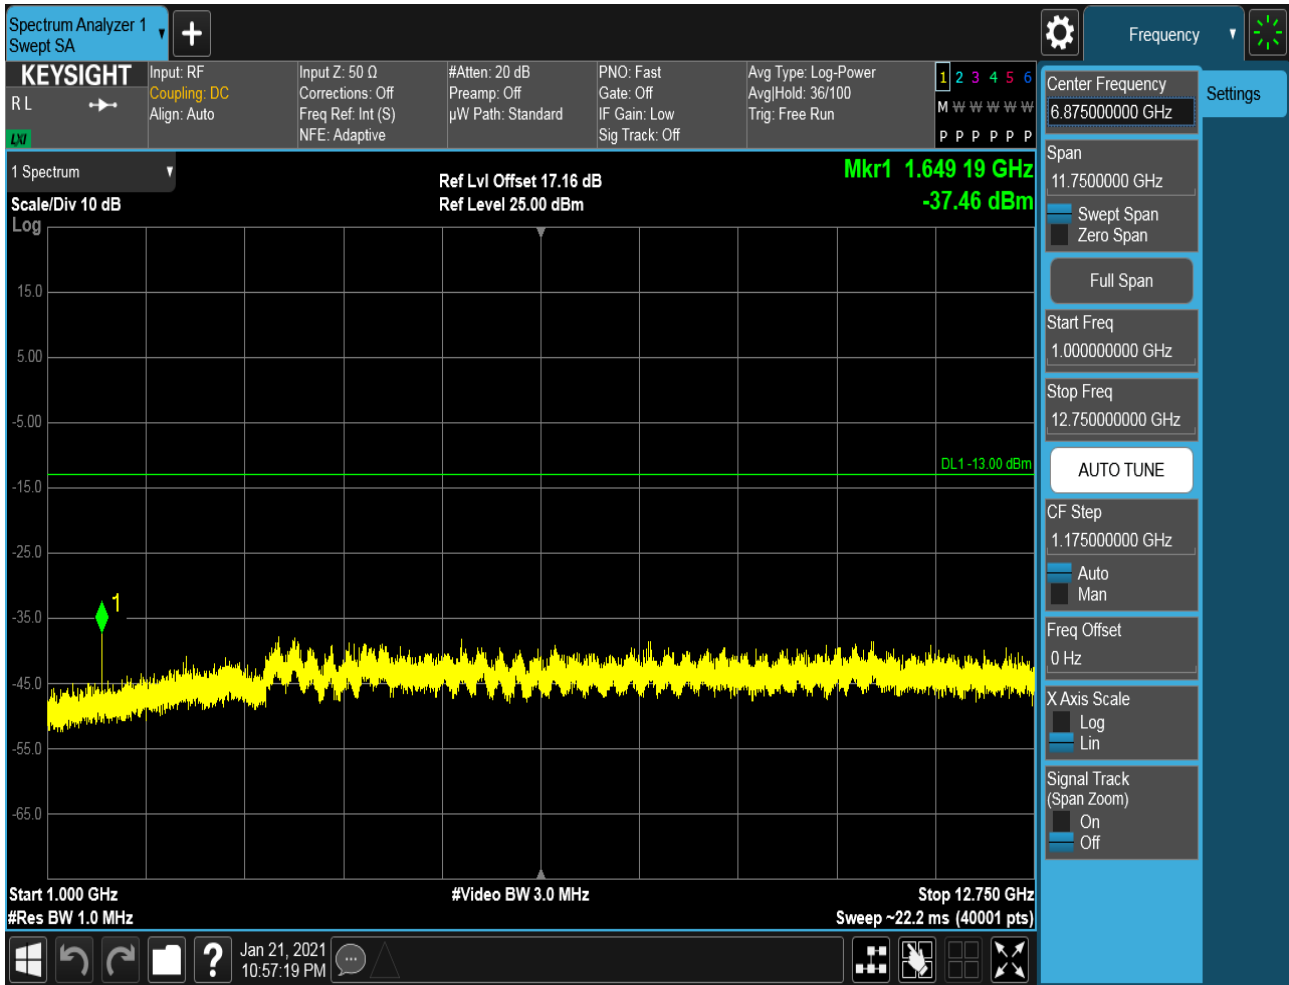 Spectrum Analyzer 1
Swept SA
Frequency
KEYSIGHT
R L
LXI
Input: RF
Coupling: DC
Align: Auto
Input Z: 50 Ω
Corrections: Off
Freq Ref: Int (S)
NFE: Adaptive
#Atten: 20 dB
Preamp: Off
µW Path: Standard
PNO: Fast
Gate: Off
IF Gain: Low
Sig Track: Off
Avg Type: Log-Power
Avg|Hold: 36/100
Trig: Free Run
1 2 3 4 5 6
M W W W W W
P P P P P P
1 Spectrum
Scale/Div 10 dB
Log
Ref Lvl Offset 17.16 dB
Ref Level 25.00 dBm
Mkr1 1.649 19 GHz
-37.46 dBm
15.0
5.00
-5.00
DL1 -13.00 dBm
-15.0
-25.0
1
-35.0
-45.0
-55.0
-65.0
Start 1.000 GHz
#Video BW 3.0 MHz
Stop 12.750 GHz
#Res BW 1.0 MHz
Sweep ~22.2 ms (40001 pts)
Center Frequency
6.875000000 GHz
Settings
Span
11.7500000 GHz
Swept Span
Zero Span
Full Span
Start Freq
1.000000000 GHz
Stop Freq
12.750000000 GHz
AUTO TUNE
CF Step
1.175000000 GHz
Auto
Man
Freq Offset
0 Hz
X Axis Scale
Log
Lin
Signal Track
(Span Zoom)
On
Off
?
Jan 21, 2021
10:57:19 PM